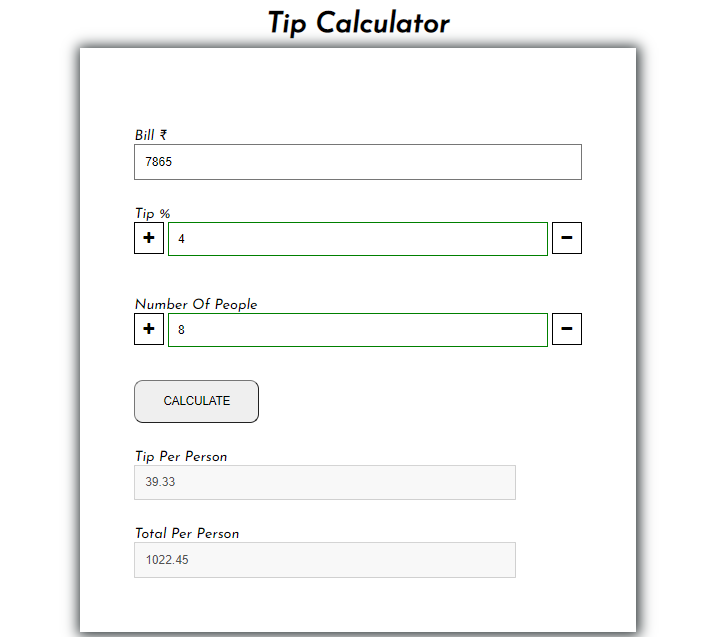 Tip Calculator
Bill ₹
7865
Tip %
+ 4 −
Number Of People
+ 8 −
CALCULATE
Tip Per Person
39.33
Total Per Person
1022.45